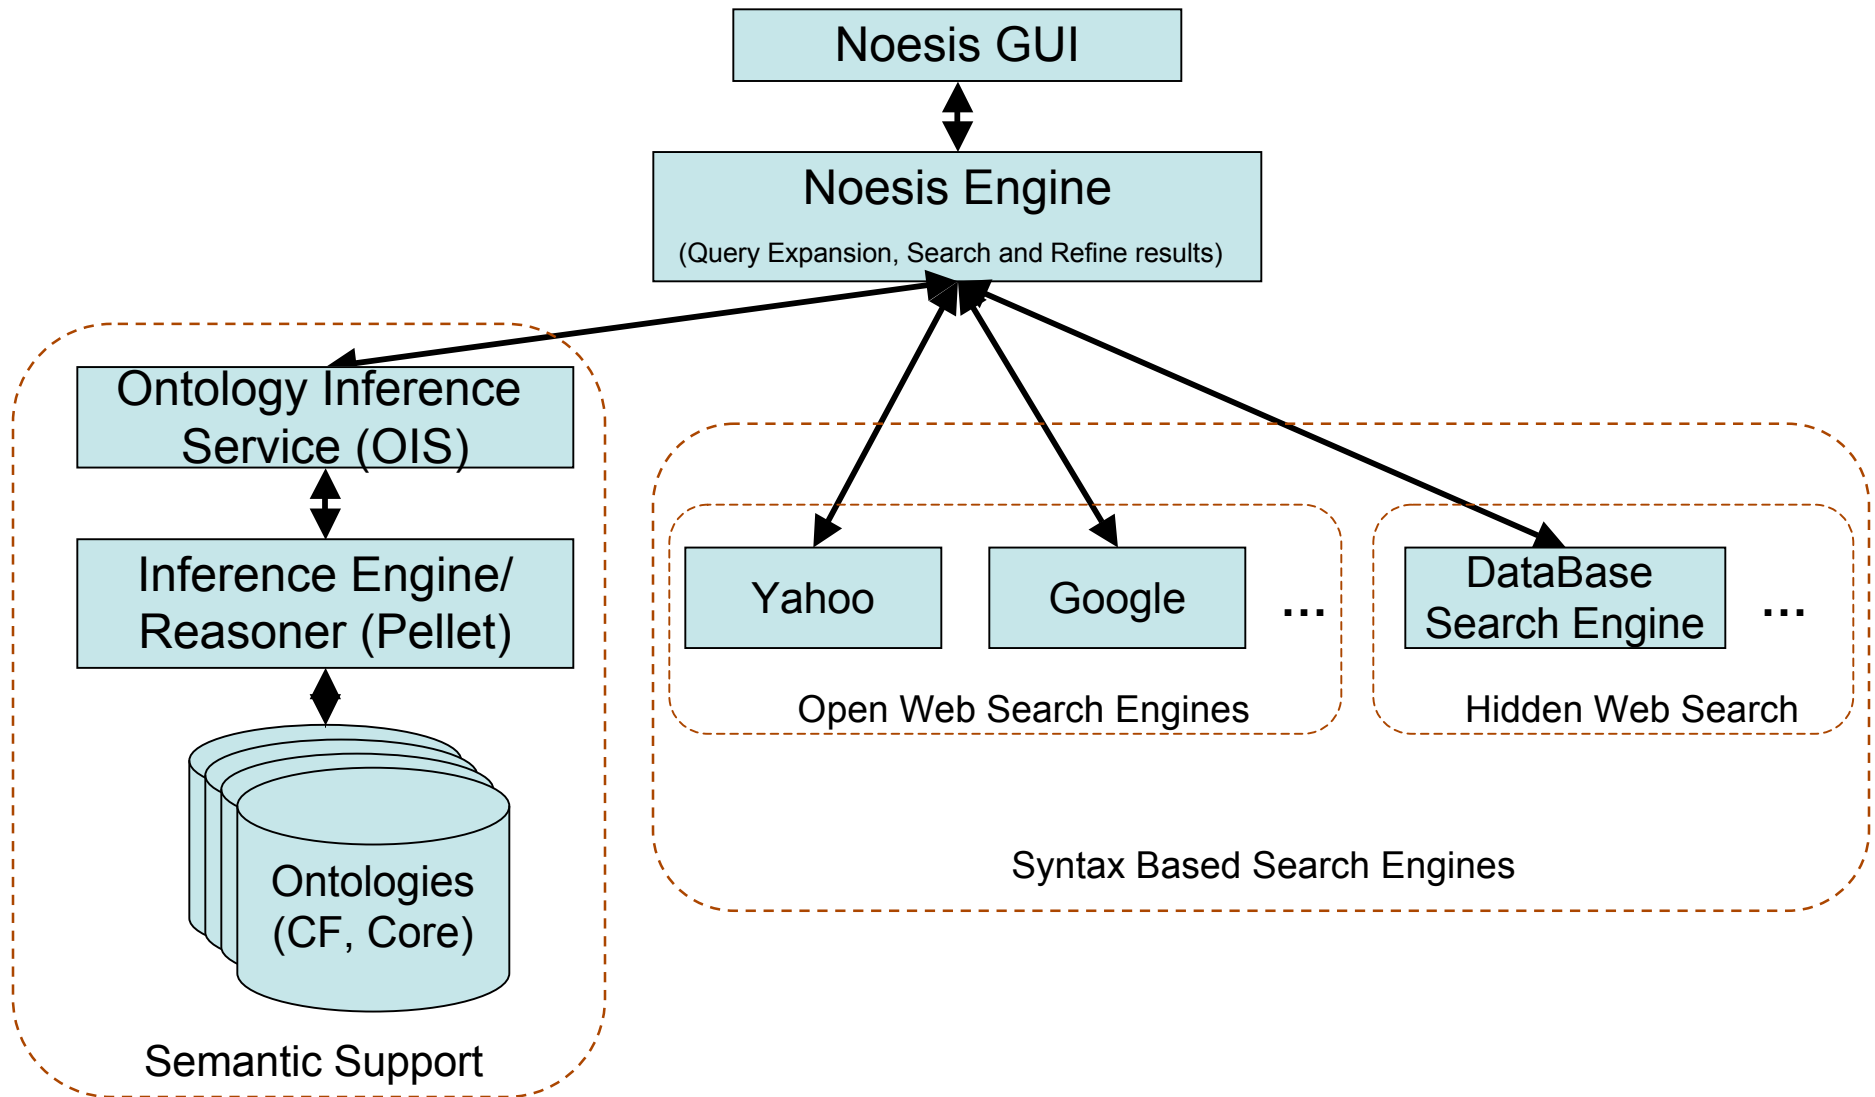 Noesis GUI
Noesis Engine
(Query Expansion, Search and Refine results)
Ontology Inference
Service (OIS)
Inference Engine/
Reasoner (Pellet)
Ontologies
(CF, Core)
Semantic Support
Yahoo
Google
...
Open Web Search Engines
DataBase
Search Engine
...
Hidden Web Search
Syntax Based Search Engines